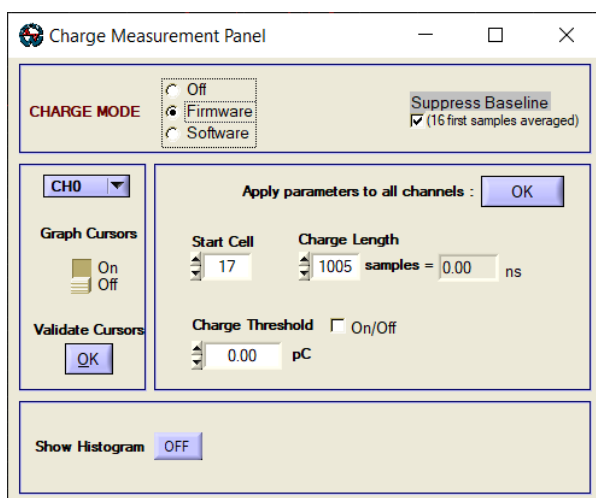 Charge Measurement Panel
CHARGE MODE
Off
Firmware
Software
Suppress Baseline
(16 first samples averaged)
CH0
Graph Cursors
On
Off
Validate Cursors
OK
Apply parameters to all channels : OK
Start Cell
17
Charge Length
1005 samples = 0.00 ns
Charge Threshold On/Off
0.00 pC
Show Histogram OFF